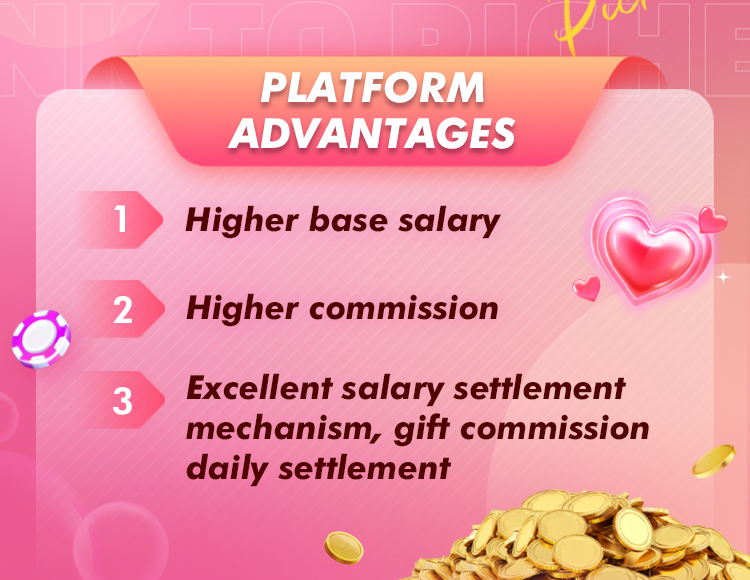 PLATFORM
ADVANTAGES
1
Higher base salary
2
Higher commission
3
Excellent salary settlement
mechanism, gift commission
daily settlement